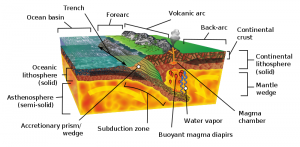 Trench
Forearc
Volcanic arc
Ocean basin
Back-arc
Continental
crust
Continental
lithosphere
(solid)
Oceanic
lithosphere
(solid)
Mantle
wedge
Asthenosphere
(semi-solid)
Water vapor
Magma
chamber
Accretionary prism/
wedge
Subduction zone
Buoyant magma diapirs